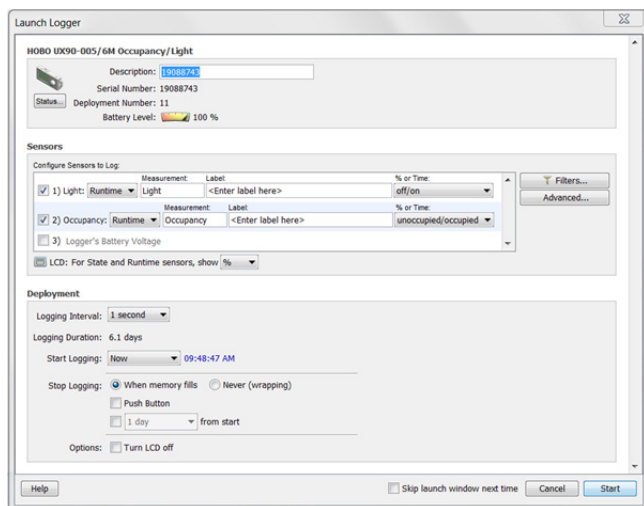 Launch Logger
HOBO UX90-005/6M Occupancy/Light
Description: 19088743
Serial Number: 19088743
Status... Deployment Number: 11
Battery Level: 100 %
Sensors
Configure Sensors to Log:
Measurement: Label: % or Time:
1) Light: Runtime Light <Enter label here> off/on
Filters...
Measurement: Label: % or Time:
Advanced...
2) Occupancy: Runtime Occupancy <Enter label here> unoccupied/occupied
3) Logger's Battery Voltage
LCD: For State and Runtime sensors, show %
Deployment
Logging Interval: 1 second
Logging Duration: 6.1 days
Start Logging: Now 09:48:47 AM
Stop Logging: When memory fills Never (wrapping)
Push Button
1 day from start
Options: Turn LCD off
Help Skip launch window next time Cancel Start